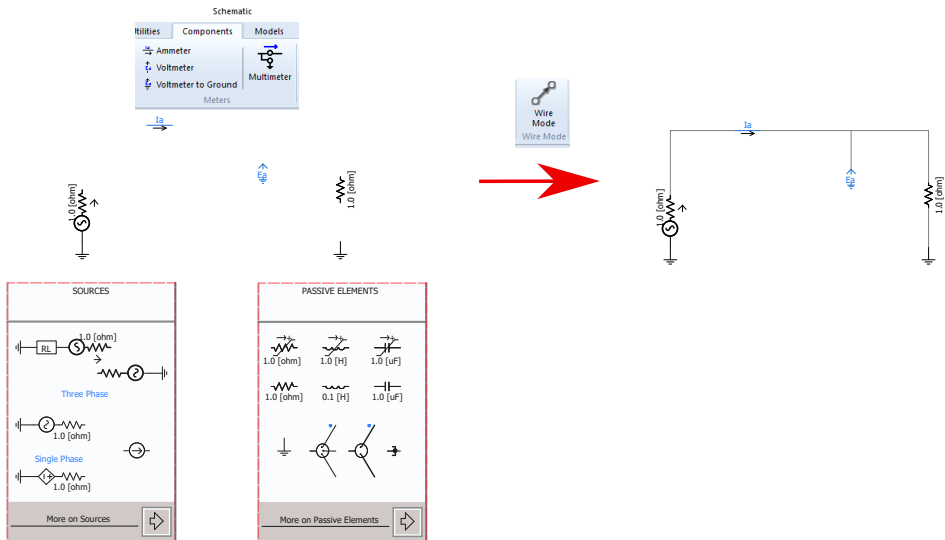 Schematic
Utilities Components Models
Ammeter
Voltmeter
Voltmeter to Ground
Multimeter
Meters
Ia
Ea
1.0 [ohm]
1.0 [ohm]
Wire
Mode
Wire Mode
Ia
Ea
1.0 [ohm]
1.0 [ohm]
SOURCES
1.0 [ohm]
RL
Three Phase
1.0 [ohm]
Single Phase
1.0 [ohm]
More on Sources
PASSIVE ELEMENTS
1.0 [ohm] 1.0 [H] 1.0 [uF]
1.0 [ohm] 0.1 [H] 1.0 [uF]
More on Passive Elements